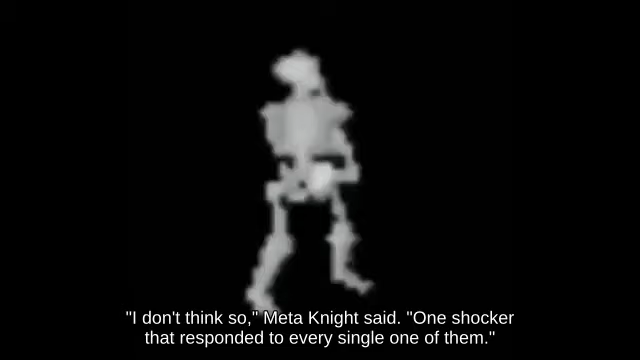 "I don't think so," Meta Knight said. "One shocker
that responded to every single one of them."